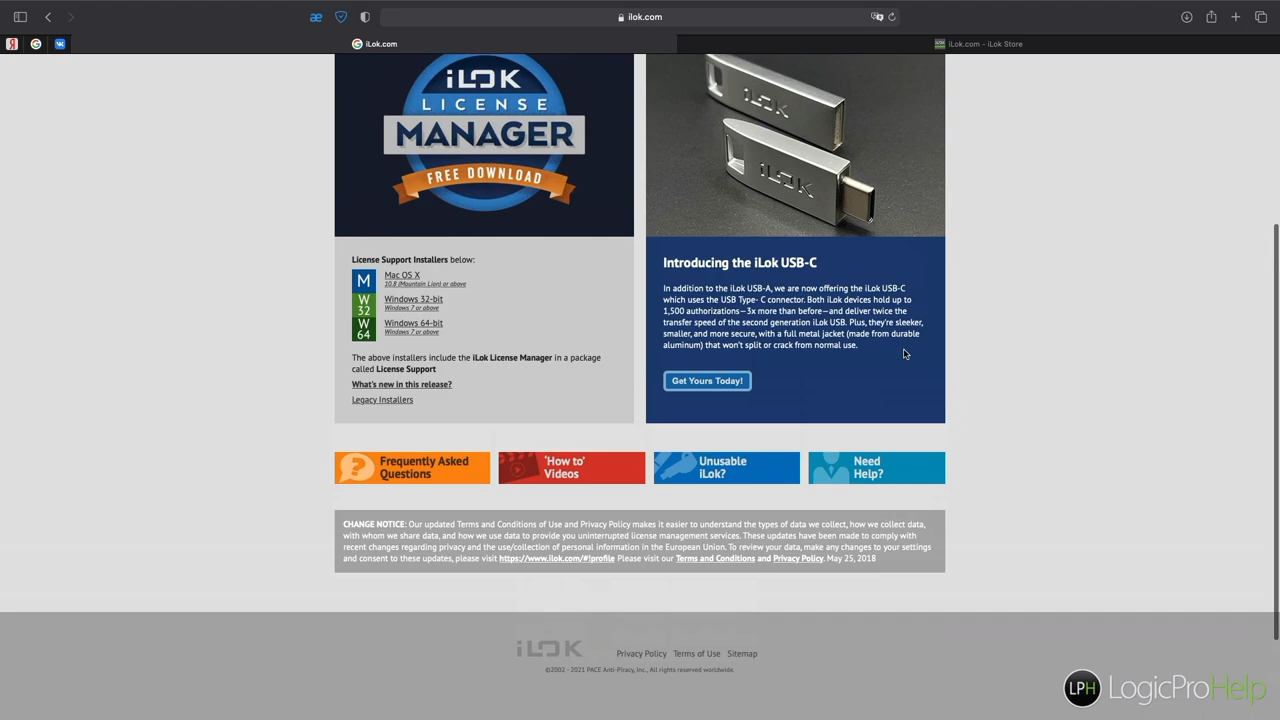 ilok.com
iLok.com
iLok.com - iLok Store
iLOK
LICENSE
MANAGER
FREE DOWNLOAD
iLOK
iLOK
License Support Installers below:
M
Mac OS X
10.8 (Mountain Lion) or above
W
32
Windows 32-bit
Windows 7 or above
W
64
Windows 64-bit
Windows 7 or above
The above installers include the iLok License Manager in a package
called License Support
What's new in this release?
Legacy Installers
Introducing the iLok USB-C
In addition to the iLok USB-A, we are now offering the iLok USB-C
which uses the USB Type- C connector. Both iLok devices hold up to
1,500 authorizations—3x more than before—and deliver twice the
transfer speed of the second generation iLok USB. Plus, they're sleeker,
smaller, and more secure, with a full metal jacket (made from durable
aluminum) that won't split or crack from normal use.
Get Yours Today!
Frequently Asked
Questions
'How to'
Videos
Unusable
iLok?
Need
Help?
CHANGE NOTICE: Our updated Terms and Conditions of Use and Privacy Policy makes it easier to understand the types of data we collect, how we collect data,
with whom we share data, and how we use data to provide you uninterrupted license management services. These updates have been made to comply with
recent changes regarding privacy and the use/collection of personal information in the European Union. To review your data, make any changes to your settings
and consent to these updates, please visit https://www.ilok.com/#!profile Please visit our Terms and Conditions and Privacy Policy. May 25, 2018
iLOK
Privacy Policy Terms of Use Sitemap
©2002 - 2021 PACE Anti-Piracy, Inc., All rights reserved worldwide.
LPH LogicProHelp